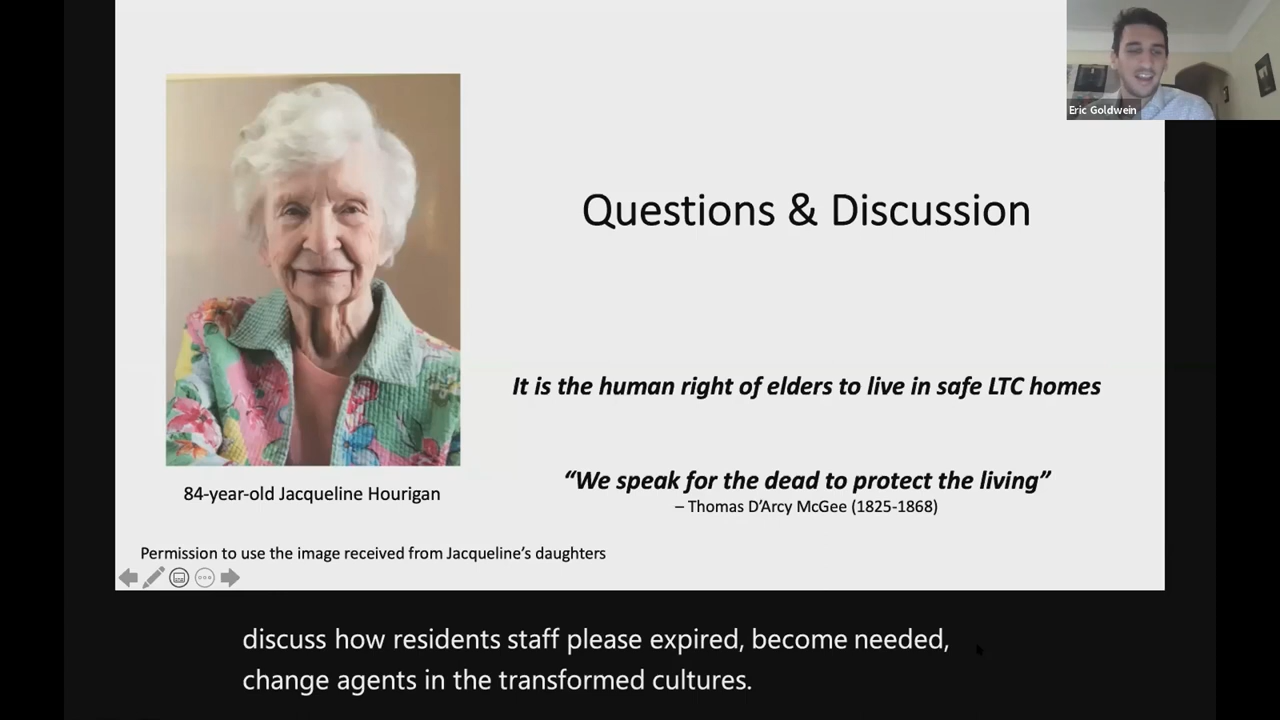 Eric Goldwein
Questions & Discussion
It is the human right of elders to live in safe LTC homes
“We speak for the dead to protect the living”
– Thomas D’Arcy McGee (1825-1868)
84-year-old Jacqueline Hourigan
Permission to use the image received from Jacqueline’s daughters
discuss how residents staff please expired, become needed,
change agents in the transformed cultures.